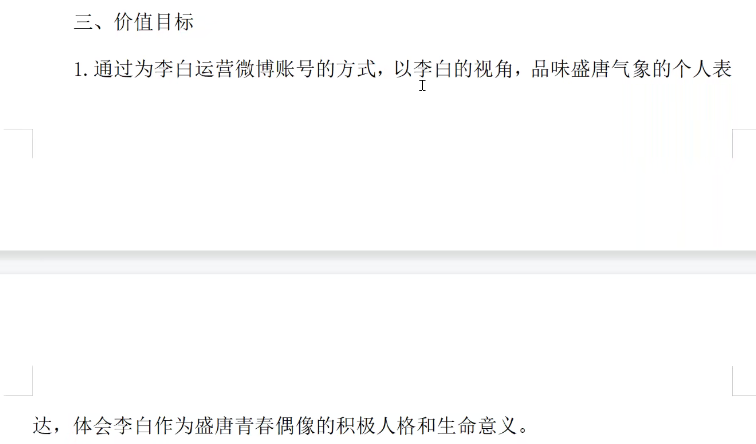 三、价值目标
1.通过为李白运营微博账号的方式，以李白的视角，品味盛唐气象的个人表
达，体会李白作为盛唐青春偶像的积极人格和生命意义。